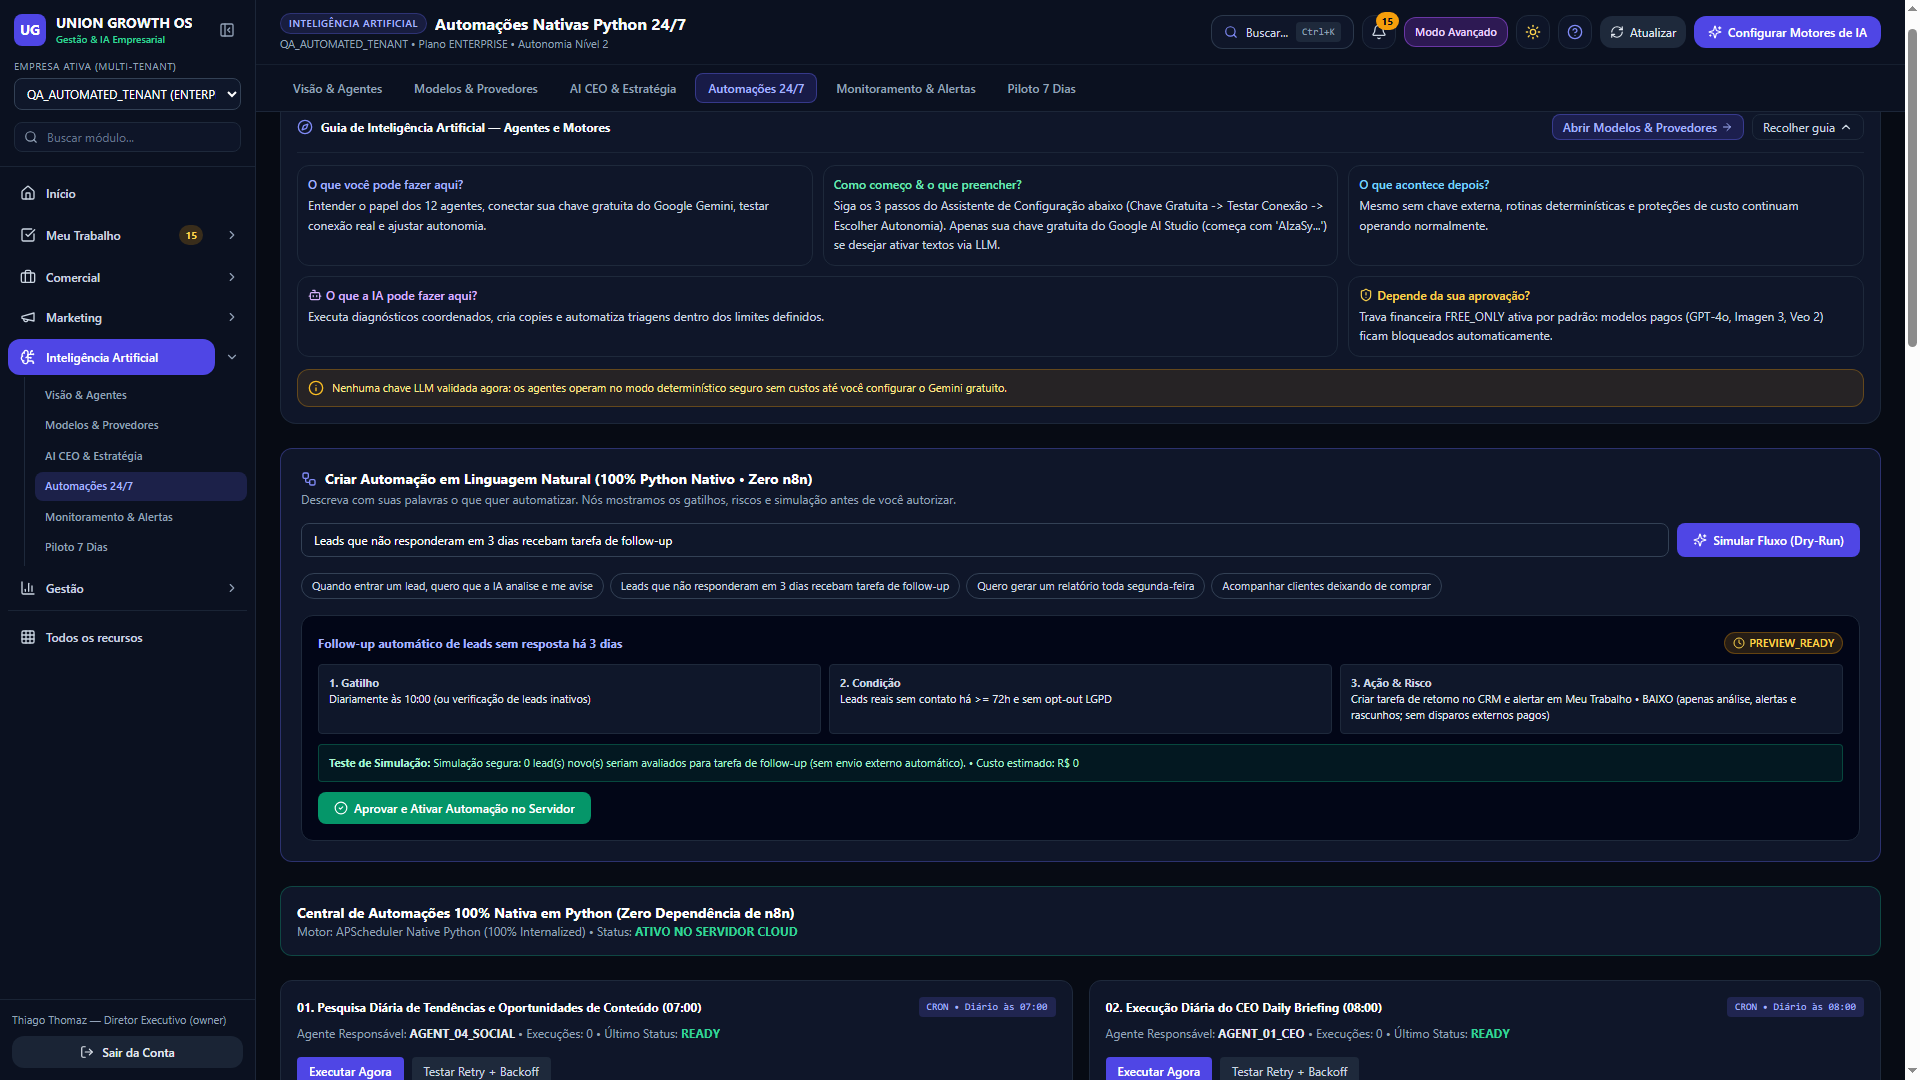 UG
UNION GROWTH OS
Gestão & IA Empresarial
EMPRESA ATIVA (MULTI-TENANT)
QA_AUTOMATED_TENANT (ENTERP
Buscar módulo...
Início
Meu Trabalho
15
Comercial
Marketing
Inteligência Artificial
Visão & Agentes
Modelos & Provedores
AI CEO & Estratégia
Automações 24/7
Monitoramento & Alertas
Piloto 7 Dias
Gestão
Todos os recursos
Thiago Thomaz — Diretor Executivo (owner)
Sair da Conta
INTELIGÊNCIA ARTIFICIAL
Automações Nativas Python 24/7
QA_AUTOMATED_TENANT • Plano ENTERPRISE • Autonomia Nível 2
Buscar...
Ctrl+K
15
Modo Avançado
Atualizar
Configurar Motores de IA
Visão & Agentes
Modelos & Provedores
AI CEO & Estratégia
Automações 24/7
Monitoramento & Alertas
Piloto 7 Dias
Guia de Inteligência Artificial — Agentes e Motores
Abrir Modelos & Provedores
Recolher guia
O que você pode fazer aqui?
Entender o papel dos 12 agentes, conectar sua chave gratuita do Google Gemini, testar
conexão real e ajustar autonomia.
Como começo & o que preencher?
Siga os 3 passos do Assistente de Configuração abaixo (Chave Gratuita -> Testar Conexão ->
Escolher Autonomia). Apenas sua chave gratuita do Google AI Studio (começa com 'AIzaSy...')
se desejar ativar textos via LLM.
O que acontece depois?
Mesmo sem chave externa, rotinas determinísticas e proteções de custo continuam
operando normalmente.
O que a IA pode fazer aqui?
Executa diagnósticos coordenados, cria copies e automatiza triagens dentro dos limites definidos.
Depende da sua aprovação?
Trava financeira FREE_ONLY ativa por padrão: modelos pagos (GPT-4o, Imagen 3, Veo 2)
ficam bloqueados automaticamente.
Nenhuma chave LLM validada agora: os agentes operam no modo determinístico seguro sem custos até você configurar o Gemini gratuito.
Criar Automação em Linguagem Natural (100% Python Nativo • Zero n8n)
Descreva com suas palavras o que quer automatizar. Nós mostramos os gatilhos, riscos e simulação antes de você autorizar.
Leads que não responderam em 3 dias recebam tarefa de follow-up
Simular Fluxo (Dry-Run)
Quando entrar um lead, quero que a IA analise e me avise
Leads que não responderam em 3 dias recebam tarefa de follow-up
Quero gerar um relatório toda segunda-feira
Acompanhar clientes deixando de comprar
Follow-up automático de leads sem resposta há 3 dias
PREVIEW_READY
1. Gatilho
Diariamente às 10:00 (ou verificação de leads inativos)
2. Condição
Leads reais sem contato há >= 72h e sem opt-out LGPD
3. Ação & Risco
Criar tarefa de retorno no CRM e alertar em Meu Trabalho • BAIXO (apenas análise, alertas e
rascunhos; sem disparos externos pagos)
Teste de Simulação: Simulação segura: 0 lead(s) novo(s) seriam avaliados para tarefa de follow-up (sem envio externo automático). • Custo estimado: R$ 0
Aprovar e Ativar Automação no Servidor
Central de Automações 100% Nativa em Python (Zero Dependência de n8n)
Motor: APScheduler Native Python (100% Internalized) • Status: ATIVO NO SERVIDOR CLOUD
01. Pesquisa Diária de Tendências e Oportunidades de Conteúdo (07:00)
CRON • Diário às 07:00
Agente Responsável: AGENT_04_SOCIAL • Execuções: 0 • Último Status: READY
Executar Agora
Testar Retry + Backoff
02. Execução Diária do CEO Daily Briefing (08:00)
CRON • Diário às 08:00
Agente Responsável: AGENT_01_CEO • Execuções: 0 • Último Status: READY
Executar Agora
Testar Retry + Backoff